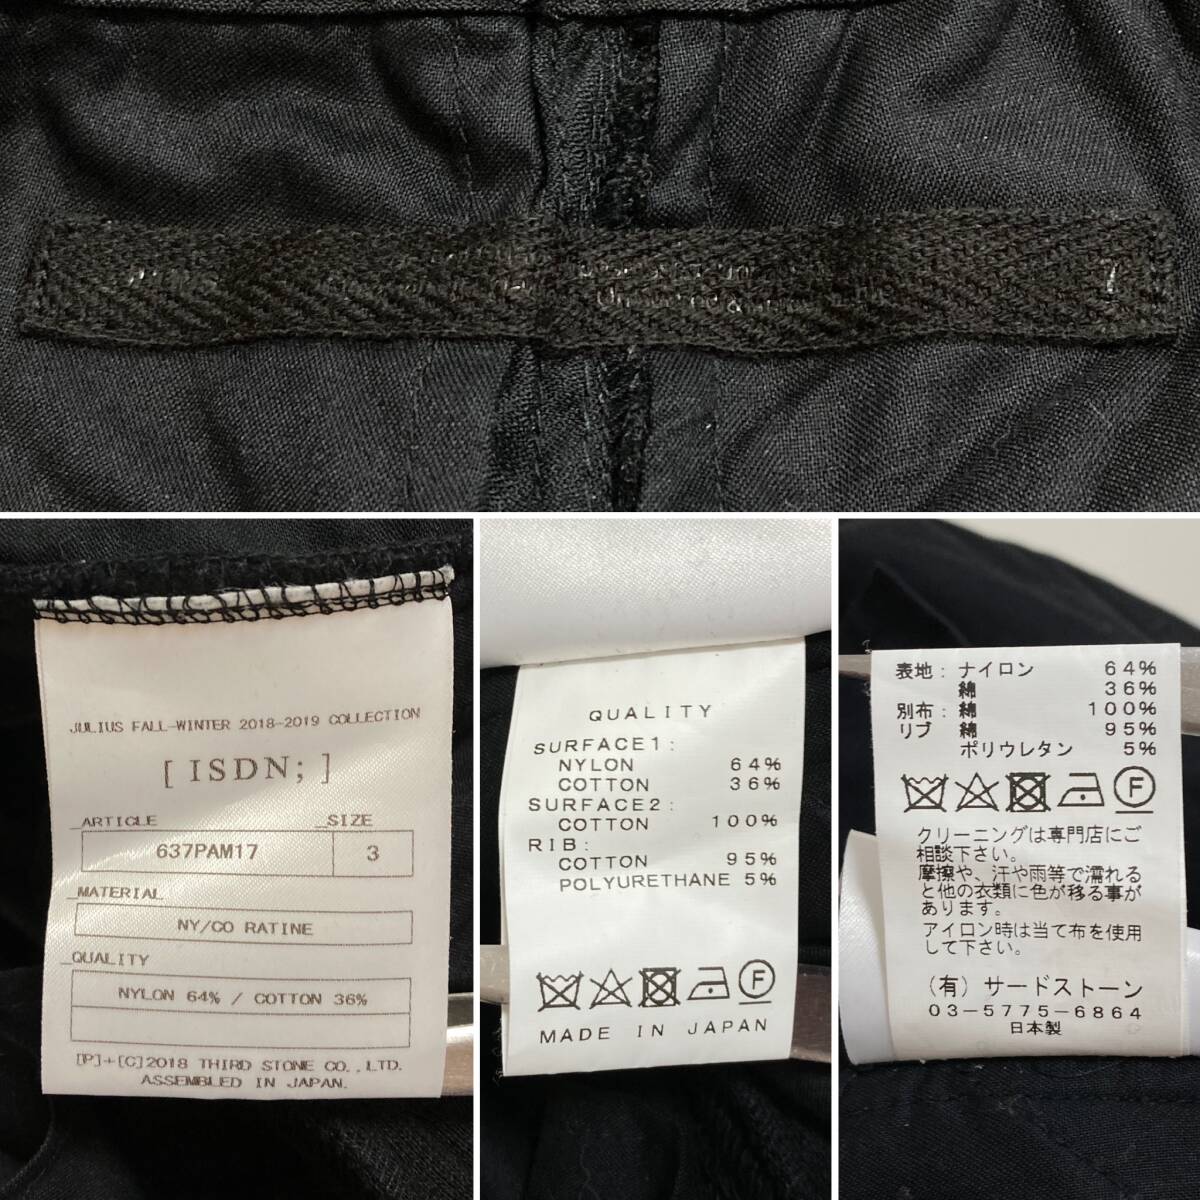 JULIUS FALL-WINTER 2018-2019 COLLECTION
[ ISDN; ]
_ARTICLE _SIZE
637PAM17 3
_MATERIAL
NY/CO RATINE
_QUALITY
NYLON 64% / COTTON 36%
[P]+[C]2018 THIRD STONE CO.,LTD.
ASSEMBLED IN JAPAN.
QUALITY
SURFACE1:
NYLON 64%
COTTON 36%
SURFACE2:
COTTON 100%
RIB:
COTTON 95%
POLYURETHANE 5%
F
MADE IN JAPAN
表地: ナイロン 64%
綿 36%
別布: 綿 100%
リブ 綿 95%
ポリウレタン 5%
F
クリーニングは専門店にご
相談下さい。
摩擦や、汗や雨等で濡れる
と他の衣類に色が移る事が
あります。
アイロン時は当て布を使用
して下さい。
(有) サードストーン
03-5775-6864
日本製